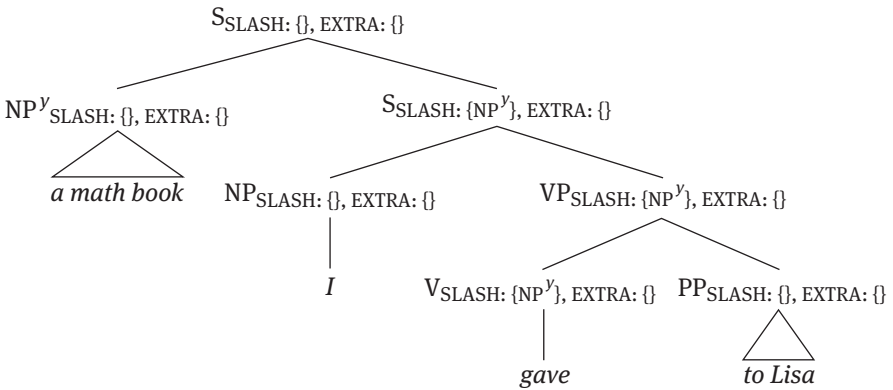 S SLASH: {}, EXTRA: {}
NP^y SLASH: {}, EXTRA: {} S SLASH: {NP^y}, EXTRA: {}
a math book NP SLASH: {}, EXTRA: {} VP SLASH: {NP^y}, EXTRA: {}
I V SLASH: {NP^y}, EXTRA: {} PP SLASH: {}, EXTRA: {}
gave to Lisa